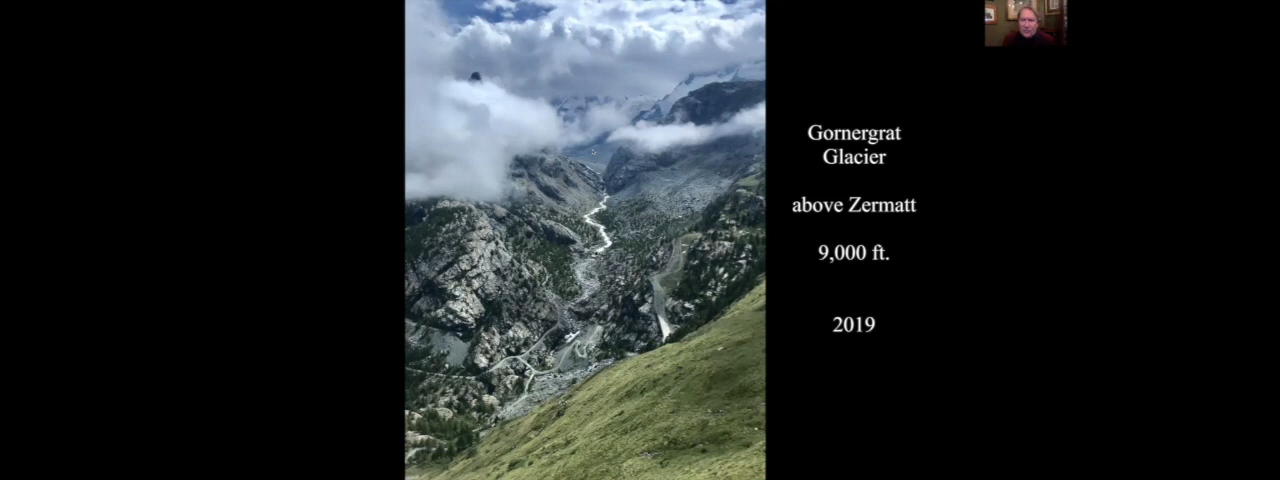 Gornergrat
Glacier
above Zermatt
9,000 ft.
2019